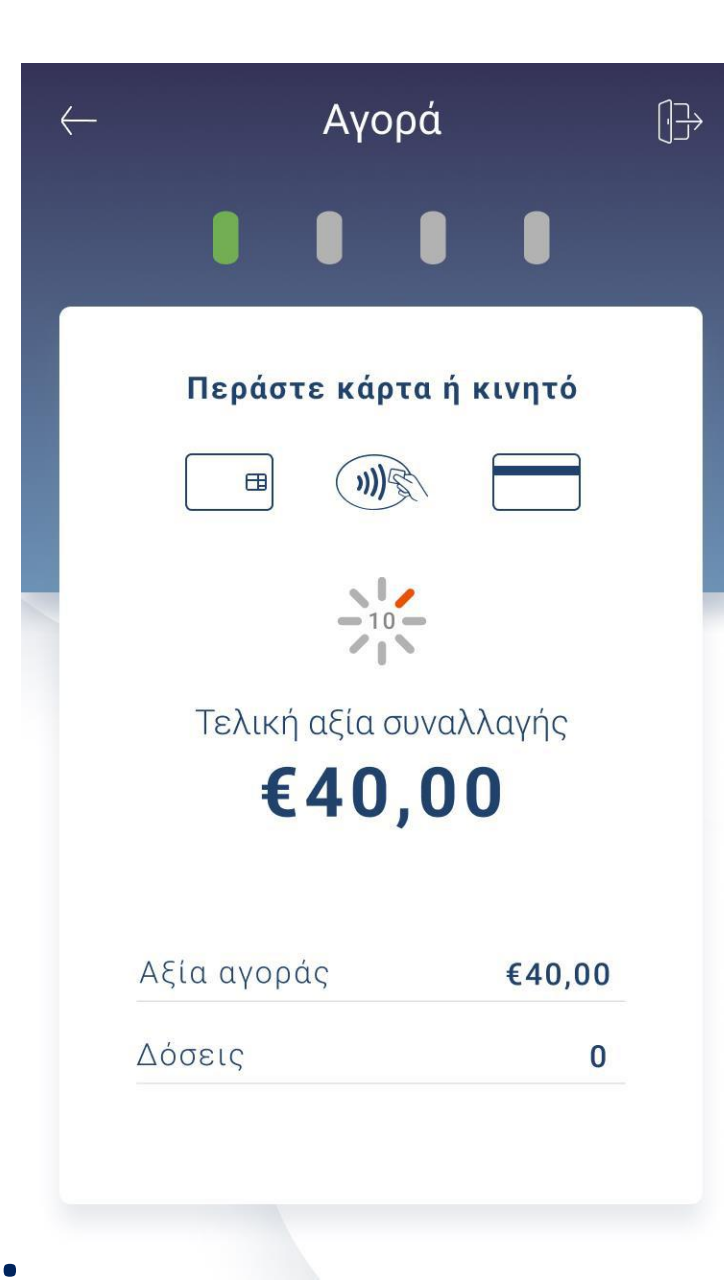 Αγορά
Περάστε κάρτα ή κινητό
10
Τελική αξία συναλλαγής
€40,00
Αξία αγοράς €40,00
Δόσεις 0